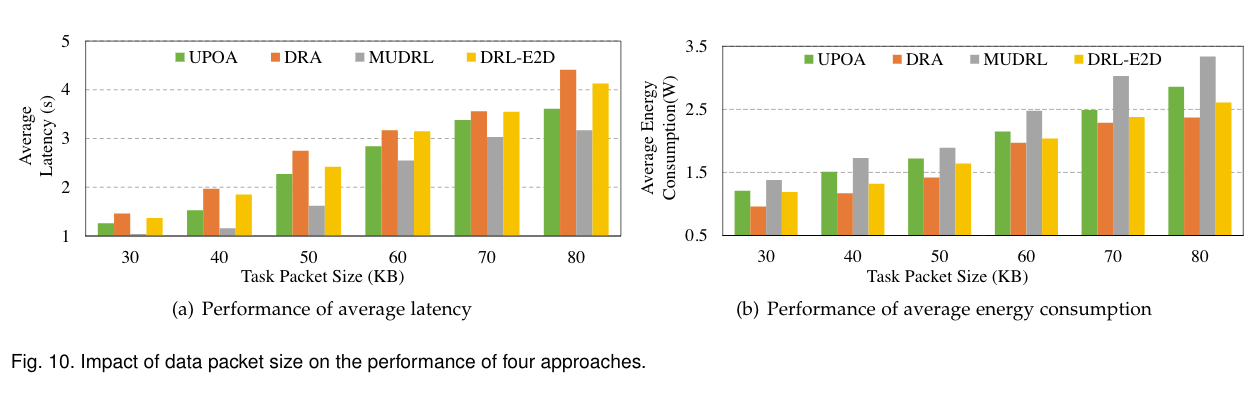 5
4
3
2
1
Average
Latency (s)
UPOA DRA MUDRL DRL-E2D
30 40 50 60 70 80
Task Packet Size (KB)
(a) Performance of average latency
3.5
2.5
1.5
0.5
Average Energy
Consumption(W)
UPOA DRA MUDRL DRL-E2D
30 40 50 60 70 80
Task Packet Size (KB)
(b) Performance of average energy consumption
Fig. 10. Impact of data packet size on the performance of four approaches.